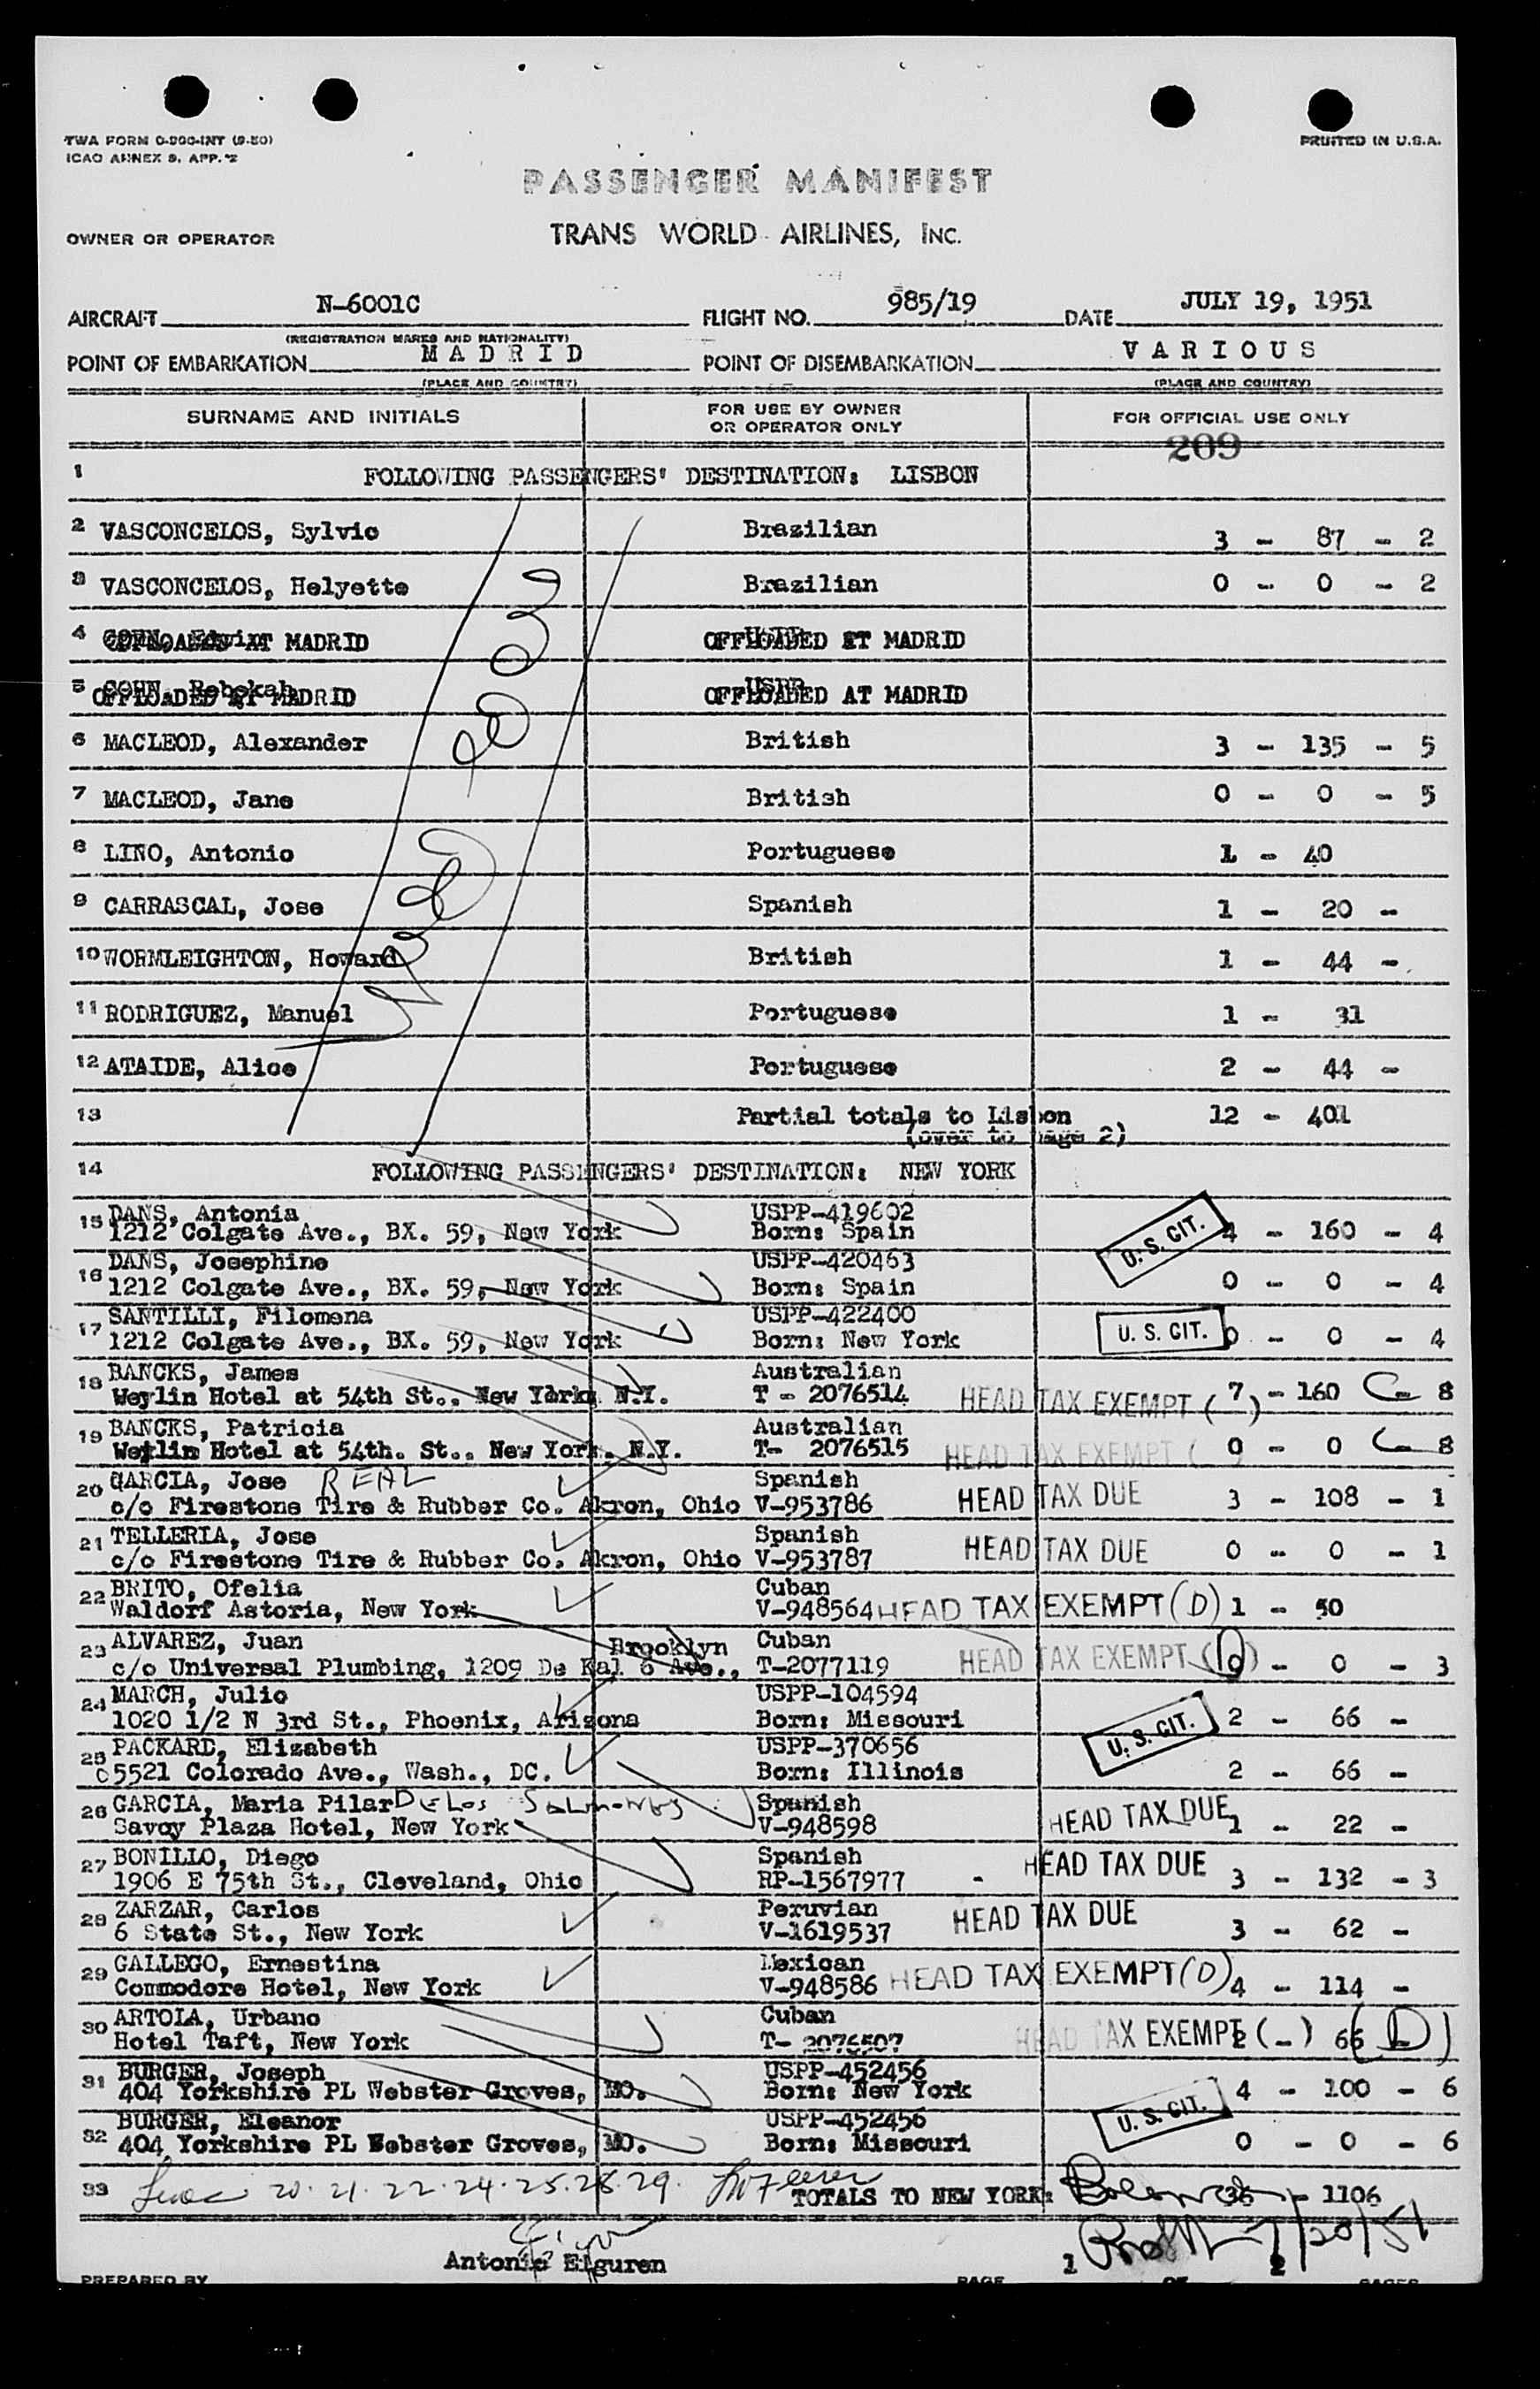 TWA FORM O-900-INT (9-50)
ICAO ANNEX 9, APP. 2
PRINTED IN U.S.A.
PASSENGER MANIFEST
OWNER OR OPERATOR
TRANS WORLD AIRLINES, INC.
AIRCRAFT N-6001C FLIGHT NO. 985/19 DATE JULY 19, 1951
(REGISTRATION MARKS AND NATIONALITY)
POINT OF EMBARKATION M A D R I D POINT OF DISEMBARKATION V A R I O U S
(PLACE AND COUNTRY) (PLACE AND COUNTRY)
SURNAME AND INITIALS FOR USE BY OWNER OR OPERATOR ONLY FOR OFFICIAL USE ONLY
209
1 FOLLOWING PASSENGERS' DESTINATION: LISBON
2 VASCONCELOS, Sylvio Brazilian 3 - 87 - 2
3 VASCONCELOS, Helyette Brazilian 0 - 0 - 2
4 OFFLOADED AT MADRID OFFLOADED AT MADRID
5 COHN, Rebekah USPP
OFFLOADED AT MADRID OFFLOADED AT MADRID
6 MACLEOD, Alexander British 3 - 135 - 5
7 MACLEOD, Jane British 0 - 0 - 5
8 LINO, Antonio Portuguese 1 - 40
9 CARRASCAL, Jose Spanish 1 - 20 -
10 WORMLEIGHTON, Howard British 1 - 44 -
11 RODRIGUEZ, Manuel Portuguese 1 - 31
12 ATAIDE, Alice Portuguese 2 - 44 -
13 Partial totals to Lisbon 12 - 401
(over to page 2)
14 FOLLOWING PASSENGERS' DESTINATION: NEW YORK
15 DANS, Antonia USPP-419602
1212 Colgate Ave., BX. 59, New York Born: Spain U.S. CIT. 4 - 160 - 4
16 DANS, Josephine USPP-420463
1212 Colgate Ave., BX. 59, New York Born: Spain 0 - 0 - 4
17 SANTILLI, Filomena USPP-422400
1212 Colgate Ave., BX. 59, New York Born: New York U.S. CIT. 0 - 0 - 4
18 BANCKS, James Australian
Weylin Hotel at 54th St., New York, N.Y. T - 2076514 HEAD TAX EXEMPT ( ) 7 - 160 - 8
19 BANCKS, Patricia Australian
Weylin Hotel at 54th. St., New York, N.Y. T- 2076515 HEAD TAX EXEMPT ( 0 - 0 - 8
20 GARCIA, Jose REAL Spanish
c/o Firestone Tire & Rubber Co. Akron, Ohio V-953786 HEAD TAX DUE 3 - 108 - 1
21 TELLERIA, Jose Spanish
c/o Firestone Tire & Rubber Co. Akron, Ohio V-953787 HEAD TAX DUE 0 - 0 - 1
22 BRITO, Ofelia Cuban
Waldorf Astoria, New York V-948564 HEAD TAX EXEMPT (D) 1 - 50
23 ALVAREZ, Juan Brooklyn Cuban
c/o Universal Plumbing, 1209 De Kal 6 Ave., T-2077119 HEAD TAX EXEMPT (D) 0 - 0 - 3
24 MARCH, Julio USPP-104594
1020 1/2 N 3rd St., Phoenix, Arizona Born: Missouri U.S. CIT. 2 - 66 -
25 PACKARD, Elizabeth USPP-370656
5521 Colorado Ave., Wash., DC. Born: Illinois 2 - 66 -
26 GARCIA, Maria Pilar De Los Salmones Spanish
Savoy Plaza Hotel, New York V-948598 HEAD TAX DUE 1 - 22 -
27 BONILLO, Diego Spanish
1906 E 75th St., Cleveland, Ohio RP-1567977 - HEAD TAX DUE 3 - 132 - 3
28 ZARZAR, Carlos Peruvian
6 State St., New York V-1619537 HEAD TAX DUE 3 - 62 -
29 GALLEGO, Ernestina Mexican
Commodore Hotel, New York V-948586 HEAD TAX EXEMPT (D) 4 - 114 -
30 ARTOLA, Urbano Cuban
Hotel Taft, New York T- 2076507 HEAD TAX EXEMPT (-) 2 - 66 - (D)
31 BURGER, Joseph USPP-452456
404 Yorkshire PL Webster Groves, MO. Born: New York 4 - 100 - 6
32 BURGER, Eleanor USPP-452456
404 Yorkshire PL Webster Groves, MO. Born: Missouri U.S. CIT. 0 - 0 - 6
33 20. 21. 22. 24. 25. 28. 29. TOTALS TO NEW YORK: 36 - 1106
7/20/51
Antonio Elguren
PREPARED BY PAGE 1 OF 2 PAGES